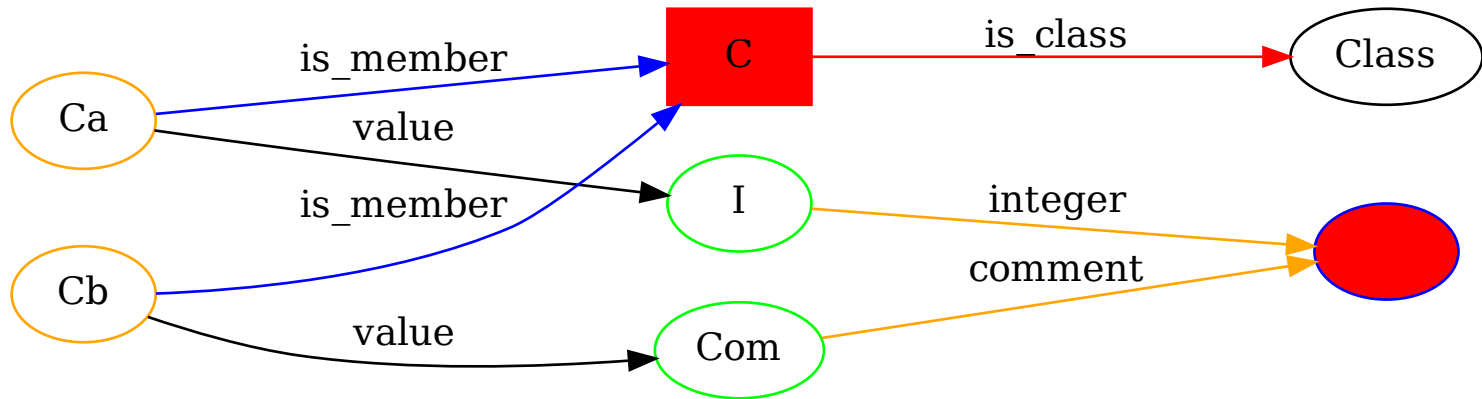 is_member
C
is_class
Class
Ca
value
I
integer
is_member
comment
Cb
value
Com